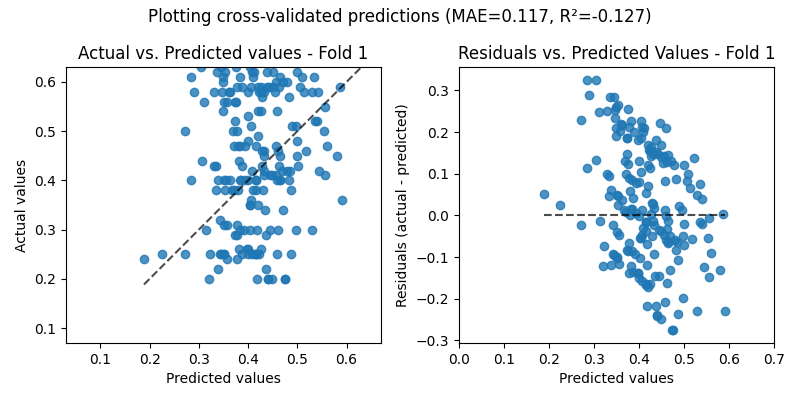 Plotting cross-validated predictions (MAE=0.117, R²=-0.127)
Actual vs. Predicted values - Fold 1
Actual values
0.6
0.5
0.4
0.3
0.2
0.1
0.1 0.2 0.3 0.4 0.5 0.6
Predicted values
Residuals vs. Predicted Values - Fold 1
Residuals (actual - predicted)
0.3
0.2
0.1
0.0
−0.1
−0.2
−0.3
0.0 0.1 0.2 0.3 0.4 0.5 0.6 0.7
Predicted values